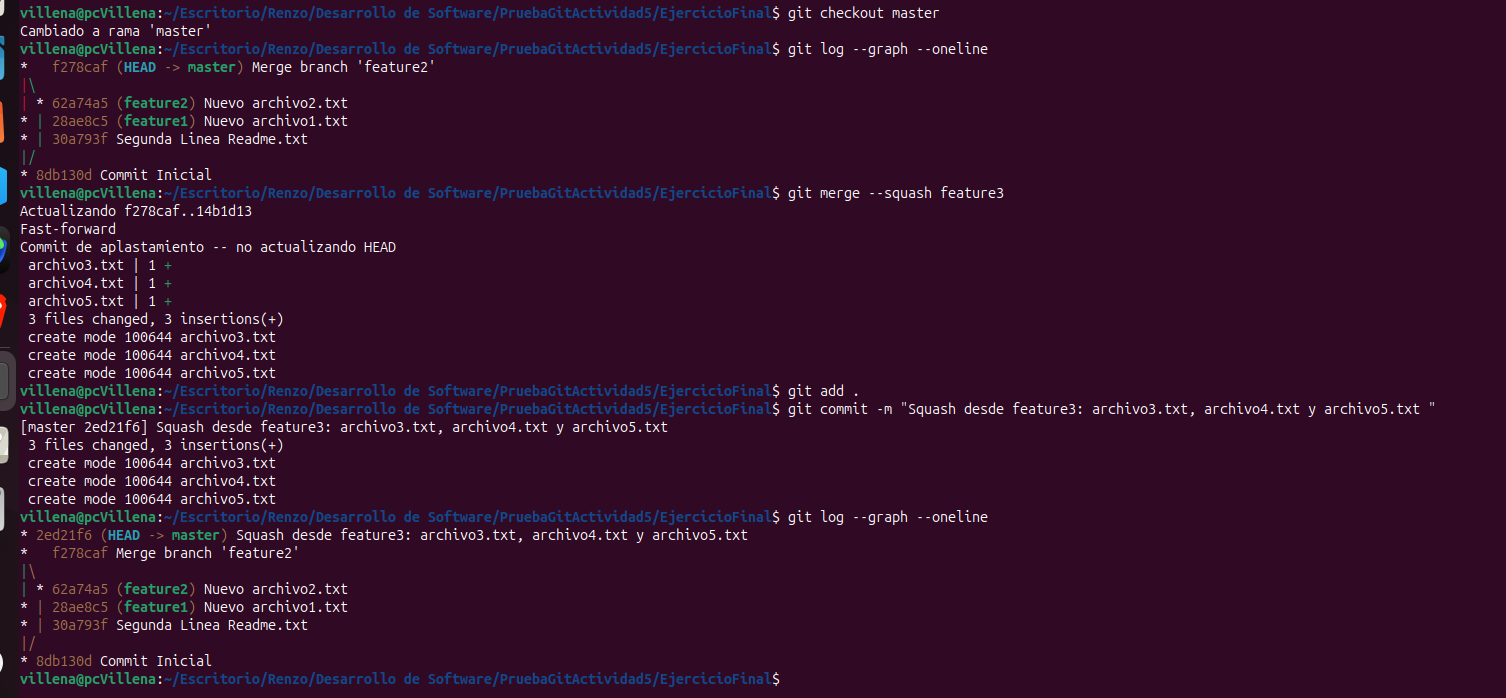 villena@pcVillena:~/Escritorio/Renzo/Desarrollo de Software/PruebaGitActividad5/EjercicioFinal$ git checkout master
Cambiado a rama 'master'
villena@pcVillena:~/Escritorio/Renzo/Desarrollo de Software/PruebaGitActividad5/EjercicioFinal$ git log --graph --oneline
*   f278caf (HEAD -> master) Merge branch 'feature2'
|\
| * 62a74a5 (feature2) Nuevo archivo2.txt
* | 28ae8c5 (feature1) Nuevo archivo1.txt
* | 30a793f Segunda Linea Readme.txt
|/
* 8db130d Commit Inicial
villena@pcVillena:~/Escritorio/Renzo/Desarrollo de Software/PruebaGitActividad5/EjercicioFinal$ git merge --squash feature3
Actualizando f278caf..14b1d13
Fast-forward
Commit de aplastamiento -- no actualizando HEAD
 archivo3.txt | 1 +
 archivo4.txt | 1 +
 archivo5.txt | 1 +
 3 files changed, 3 insertions(+)
 create mode 100644 archivo3.txt
 create mode 100644 archivo4.txt
 create mode 100644 archivo5.txt
villena@pcVillena:~/Escritorio/Renzo/Desarrollo de Software/PruebaGitActividad5/EjercicioFinal$ git add .
villena@pcVillena:~/Escritorio/Renzo/Desarrollo de Software/PruebaGitActividad5/EjercicioFinal$ git commit -m "Squash desde feature3: archivo3.txt, archivo4.txt y archivo5.txt "
[master 2ed21f6] Squash desde feature3: archivo3.txt, archivo4.txt y archivo5.txt
 3 files changed, 3 insertions(+)
 create mode 100644 archivo3.txt
 create mode 100644 archivo4.txt
 create mode 100644 archivo5.txt
villena@pcVillena:~/Escritorio/Renzo/Desarrollo de Software/PruebaGitActividad5/EjercicioFinal$ git log --graph --oneline
* 2ed21f6 (HEAD -> master) Squash desde feature3: archivo3.txt, archivo4.txt y archivo5.txt
*   f278caf Merge branch 'feature2'
|\
| * 62a74a5 (feature2) Nuevo archivo2.txt
* | 28ae8c5 (feature1) Nuevo archivo1.txt
* | 30a793f Segunda Linea Readme.txt
|/
* 8db130d Commit Inicial
villena@pcVillena:~/Escritorio/Renzo/Desarrollo de Software/PruebaGitActividad5/EjercicioFinal$